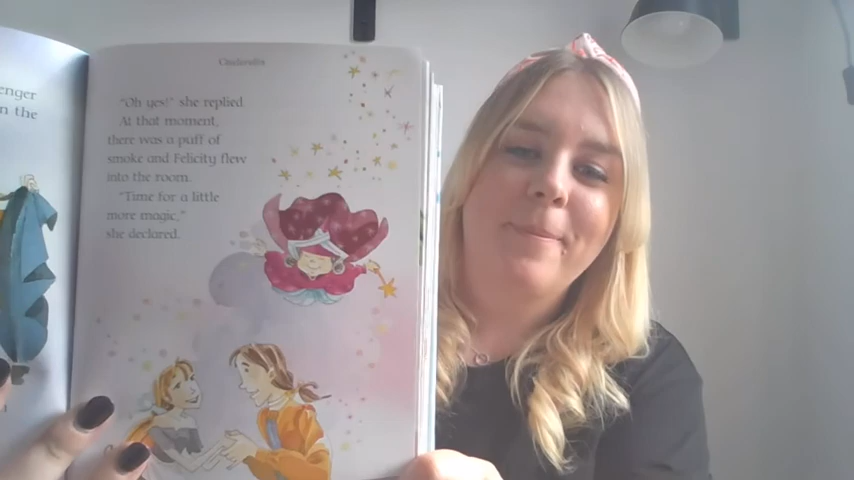 enger
n the
Cinderella
"Oh yes!" she replied.
At that moment,
there was a puff of
smoke and Felicity flew
into the room.
"Time for a little
more magic,"
she declared.